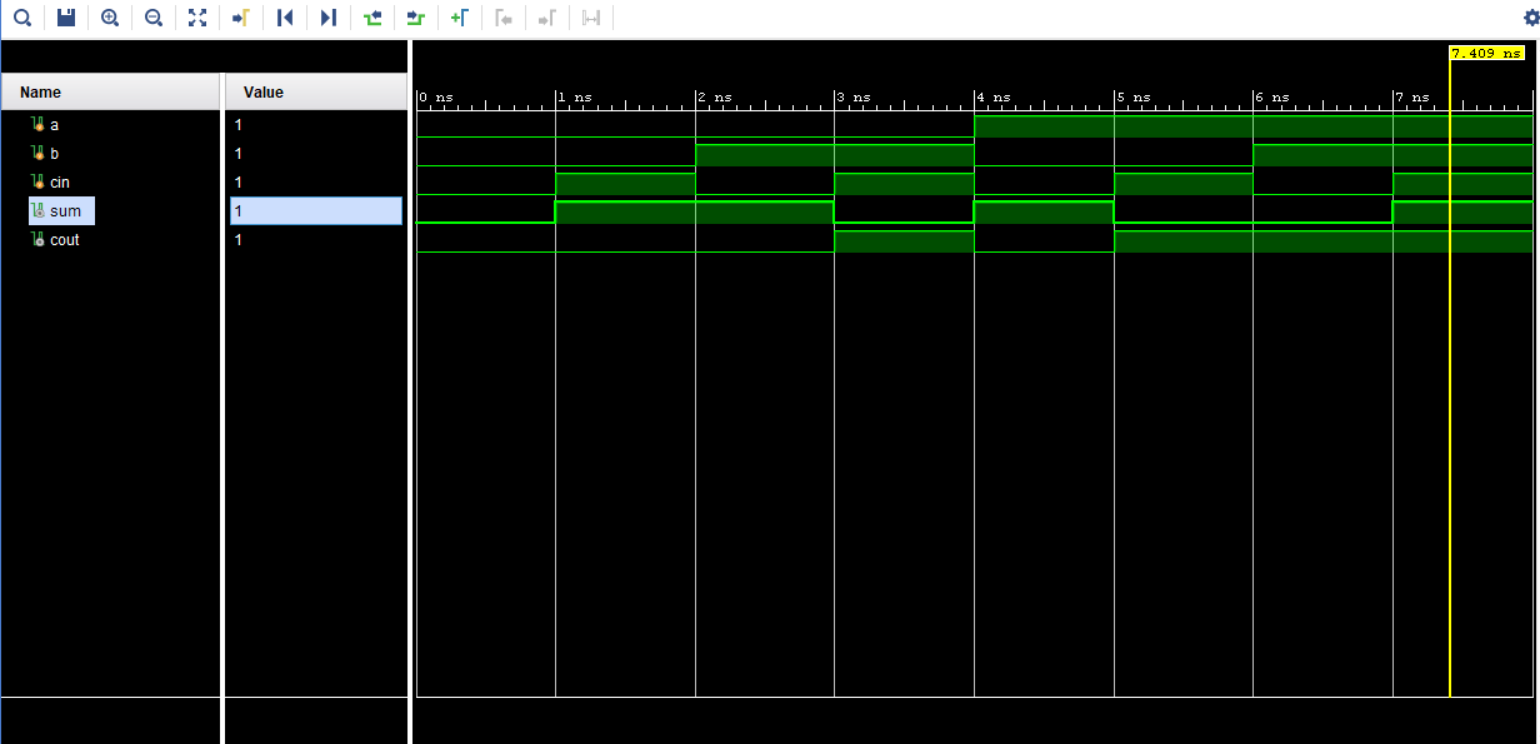 7.409 ns
Name Value
0 ns 1 ns 2 ns 3 ns 4 ns 5 ns 6 ns 7 ns
a 1
b 1
cin 1
sum 1
cout 1